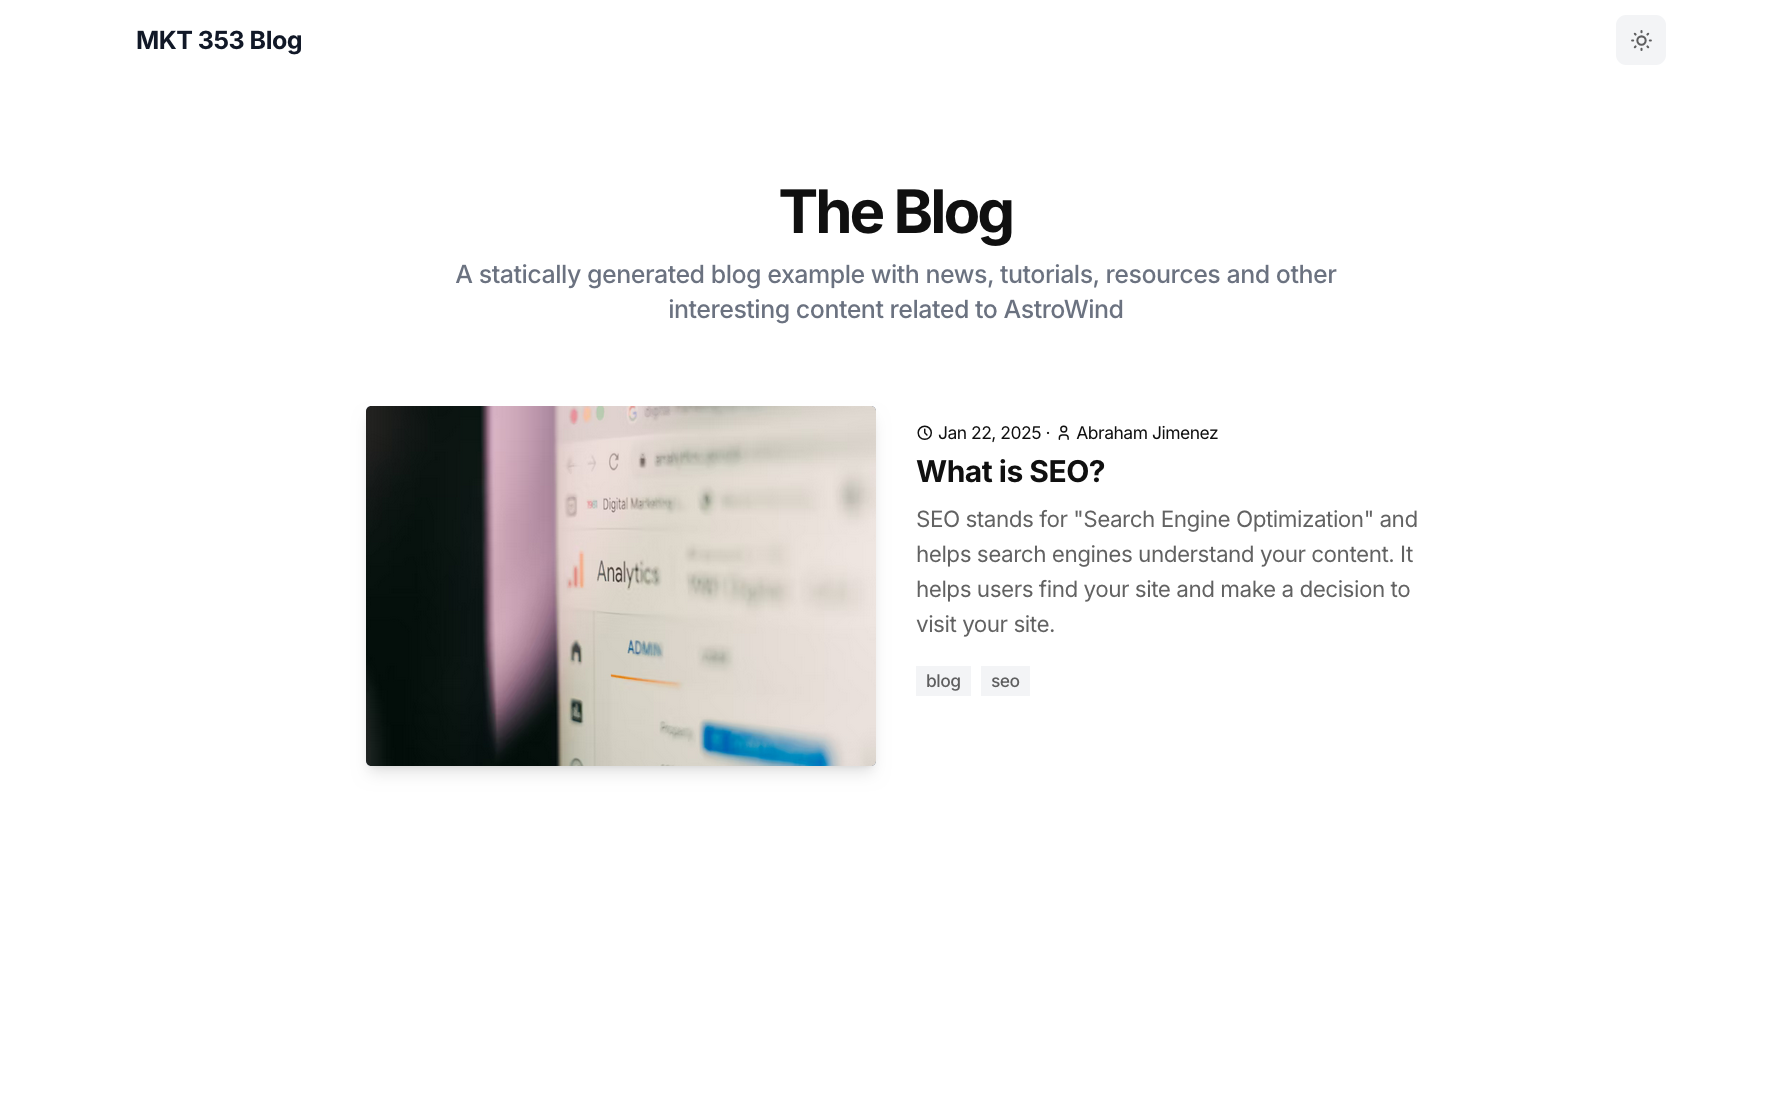 MKT 353 Blog
The Blog
A statically generated blog example with news, tutorials, resources and other
interesting content related to AstroWind
Jan 22, 2025 · Abraham Jimenez
What is SEO?
SEO stands for "Search Engine Optimization" and
helps search engines understand your content. It
helps users find your site and make a decision to
visit your site.
blog seo
Digital Marketing
Analytics
ADMIN
Property